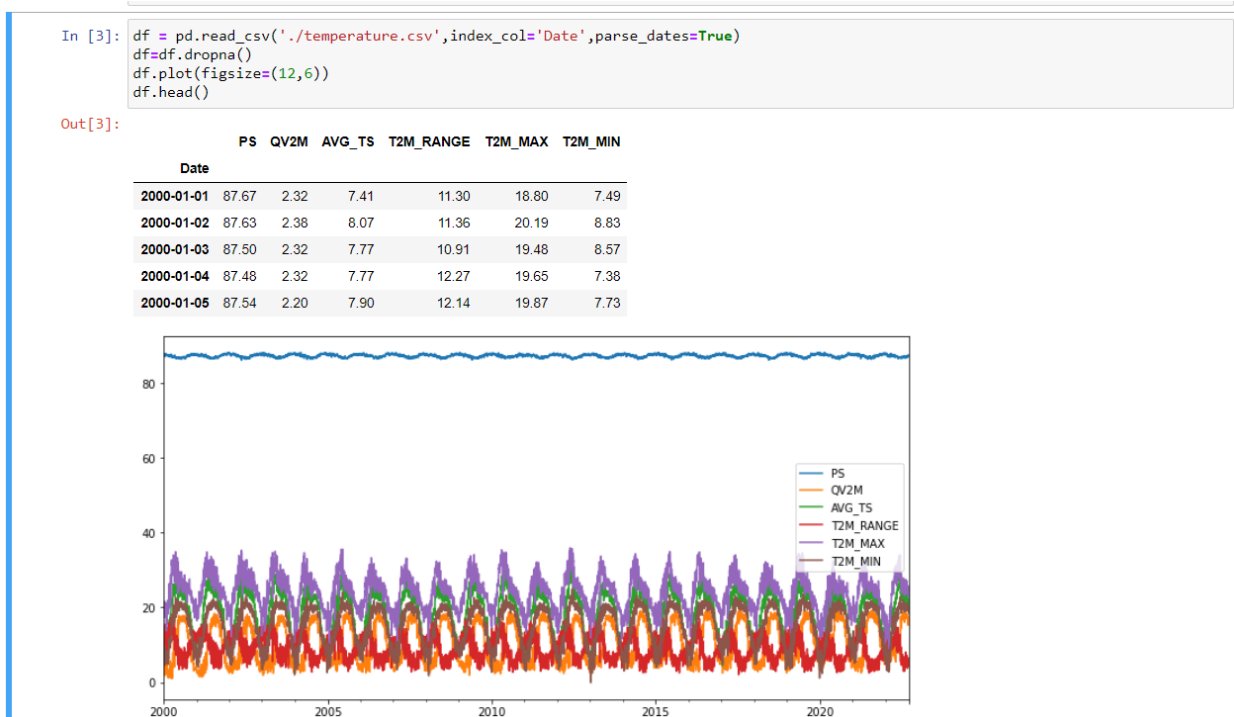 In [3]: df = pd.read_csv('./temperature.csv',index_col='Date',parse_dates=True)
df=df.dropna()
df.plot(figsize=(12,6))
df.head()
Out[3]:
PS QV2M AVG_TS T2M_RANGE T2M_MAX T2M_MIN
Date
2000-01-01 87.67 2.32 7.41 11.30 18.80 7.49
2000-01-02 87.63 2.38 8.07 11.36 20.19 8.83
2000-01-03 87.50 2.32 7.77 10.91 19.48 8.57
2000-01-04 87.48 2.32 7.77 12.27 19.65 7.38
2000-01-05 87.54 2.20 7.90 12.14 19.87 7.73
80
60
PS
QV2M
AVG_TS
T2M_RANGE
T2M_MAX
T2M_MIN
40
20
0
2000 2005 2010 2015 2020